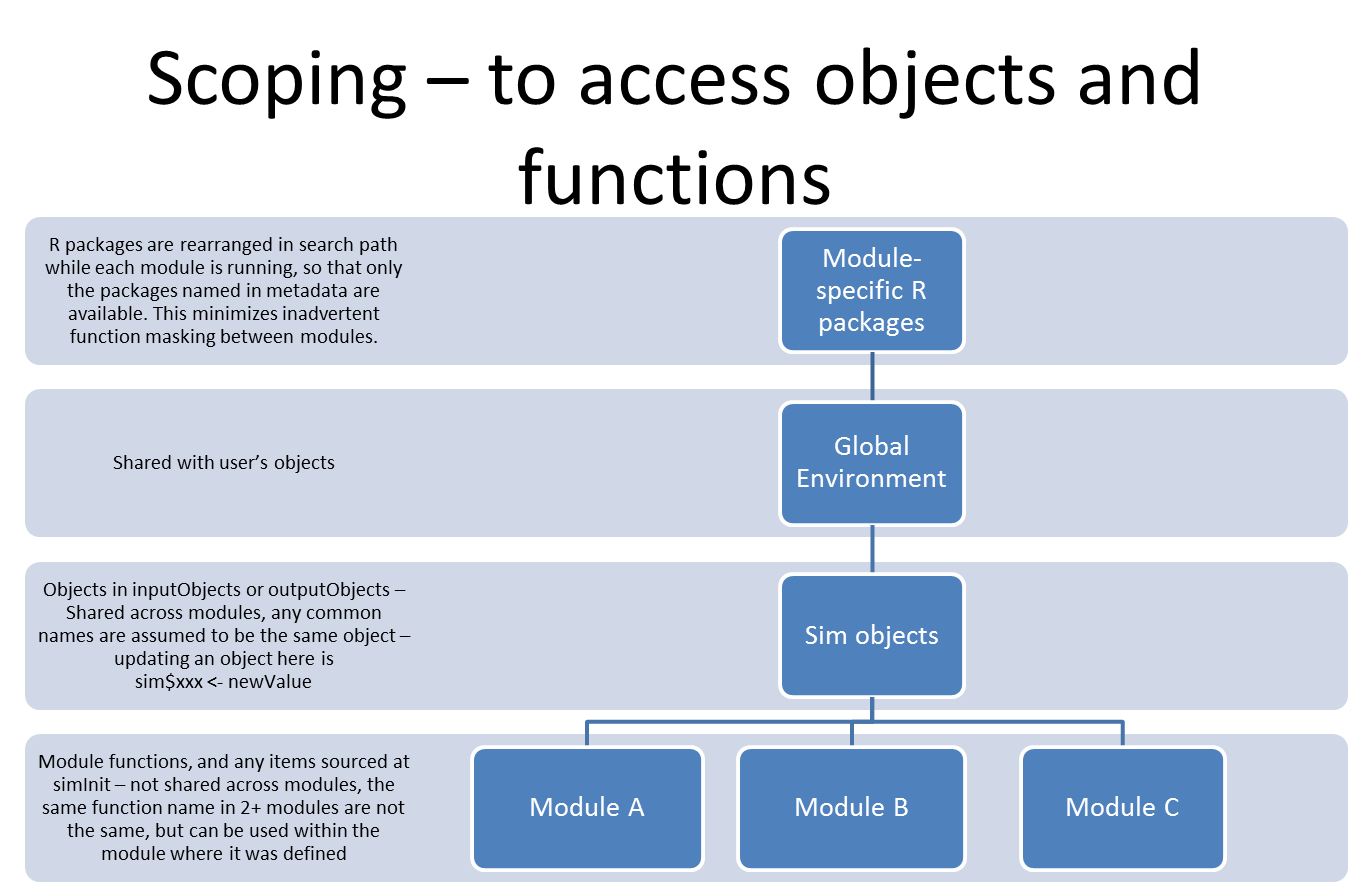 Scoping – to access objects and
functions
R packages are rearranged in search path
while each module is running, so that only
the packages named in metadata are
available. This minimizes inadvertent
function masking between modules.
Module-
specific R
packages
Shared with user’s objects
Global
Environment
Objects in inputObjects or outputObjects –
Shared across modules, any common
names are assumed to be the same object –
updating an object here is
sim$xxx <- newValue
Sim objects
Module functions, and any items sourced at
simInit – not shared across modules, the
same function name in 2+ modules are not
the same, but can be used within the
module where it was defined
Module A
Module B
Module C